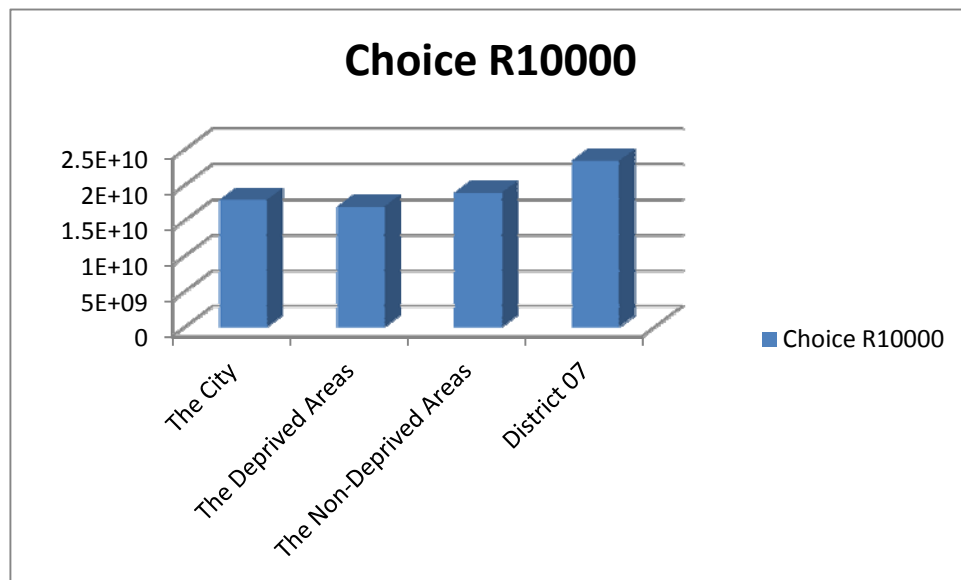 Choice R10000
2.5E+10
2E+10
1.5E+10
1E+10
5E+09
0
The City
The Deprived Areas
The Non-Deprived Areas
District 07
Choice R10000